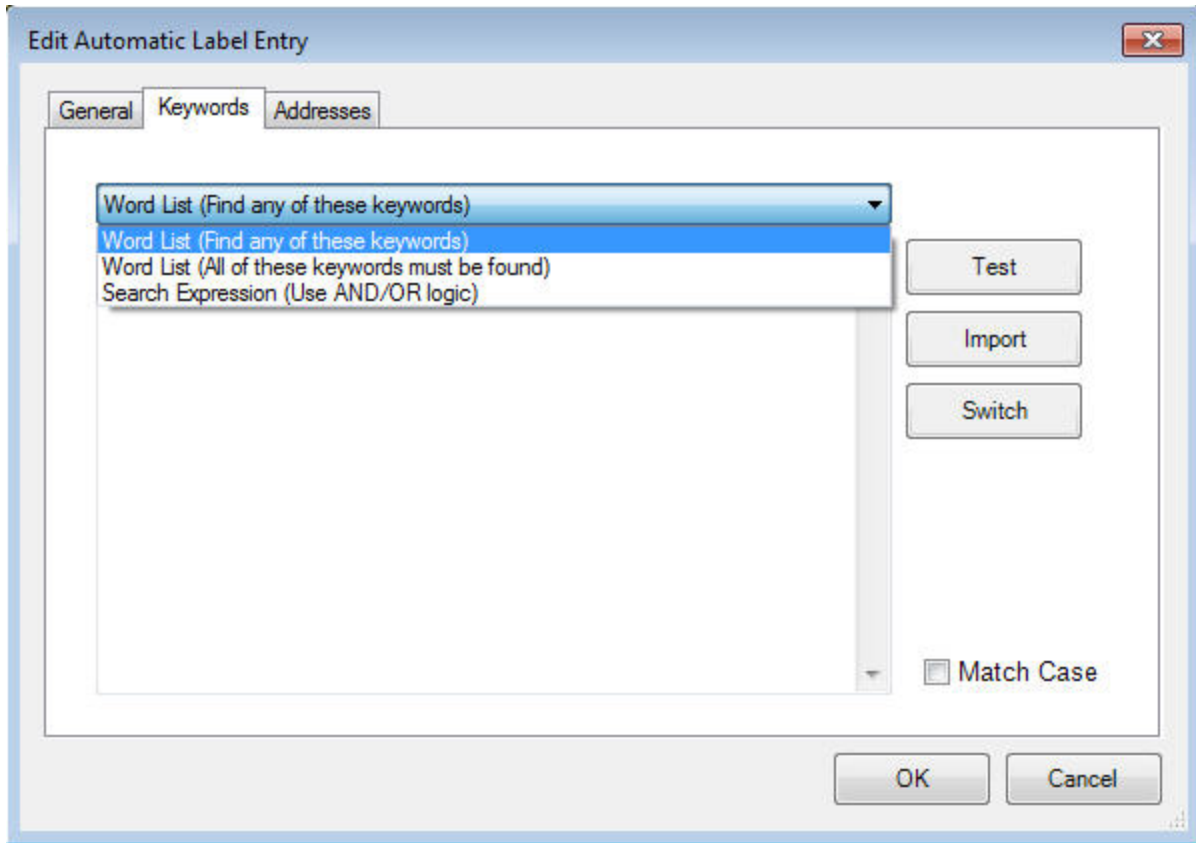 Edit Automatic Label Entry
General Keywords Addresses
Word List (Find any of these keywords)
Word List (Find any of these keywords)
Word List (All of these keywords must be found)
Search Expression (Use AND/OR logic)
Test
Import
Switch
Match Case
OK Cancel